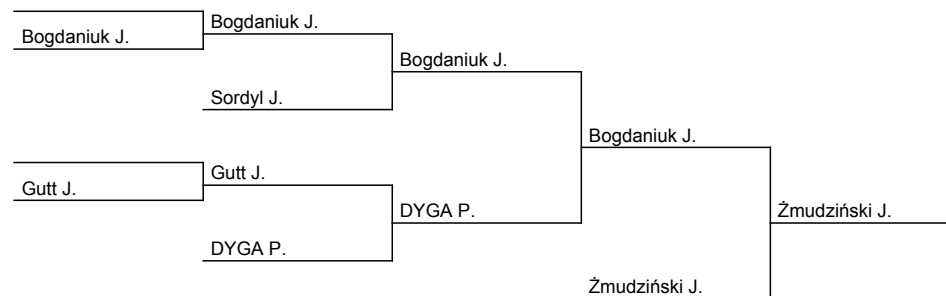 Bogdaniuk J.
Bogdaniuk J.
Bogdaniuk J.
Sordyl J.
Bogdaniuk J.
Gutt J.
Gutt J.
DYGA P.
Żmudziński J.
DYGA P.
Żmudziński J.